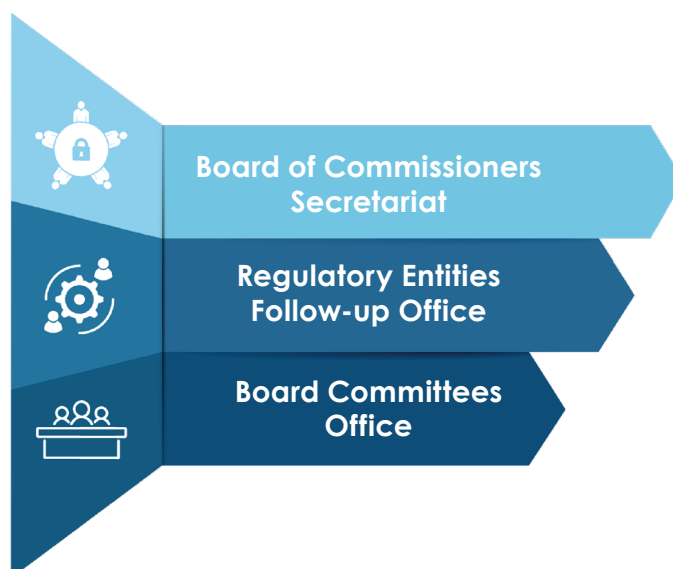 Board of Commissioners
Secretariat
Regulatory Entities
Follow-up Office
Board Committees
Office